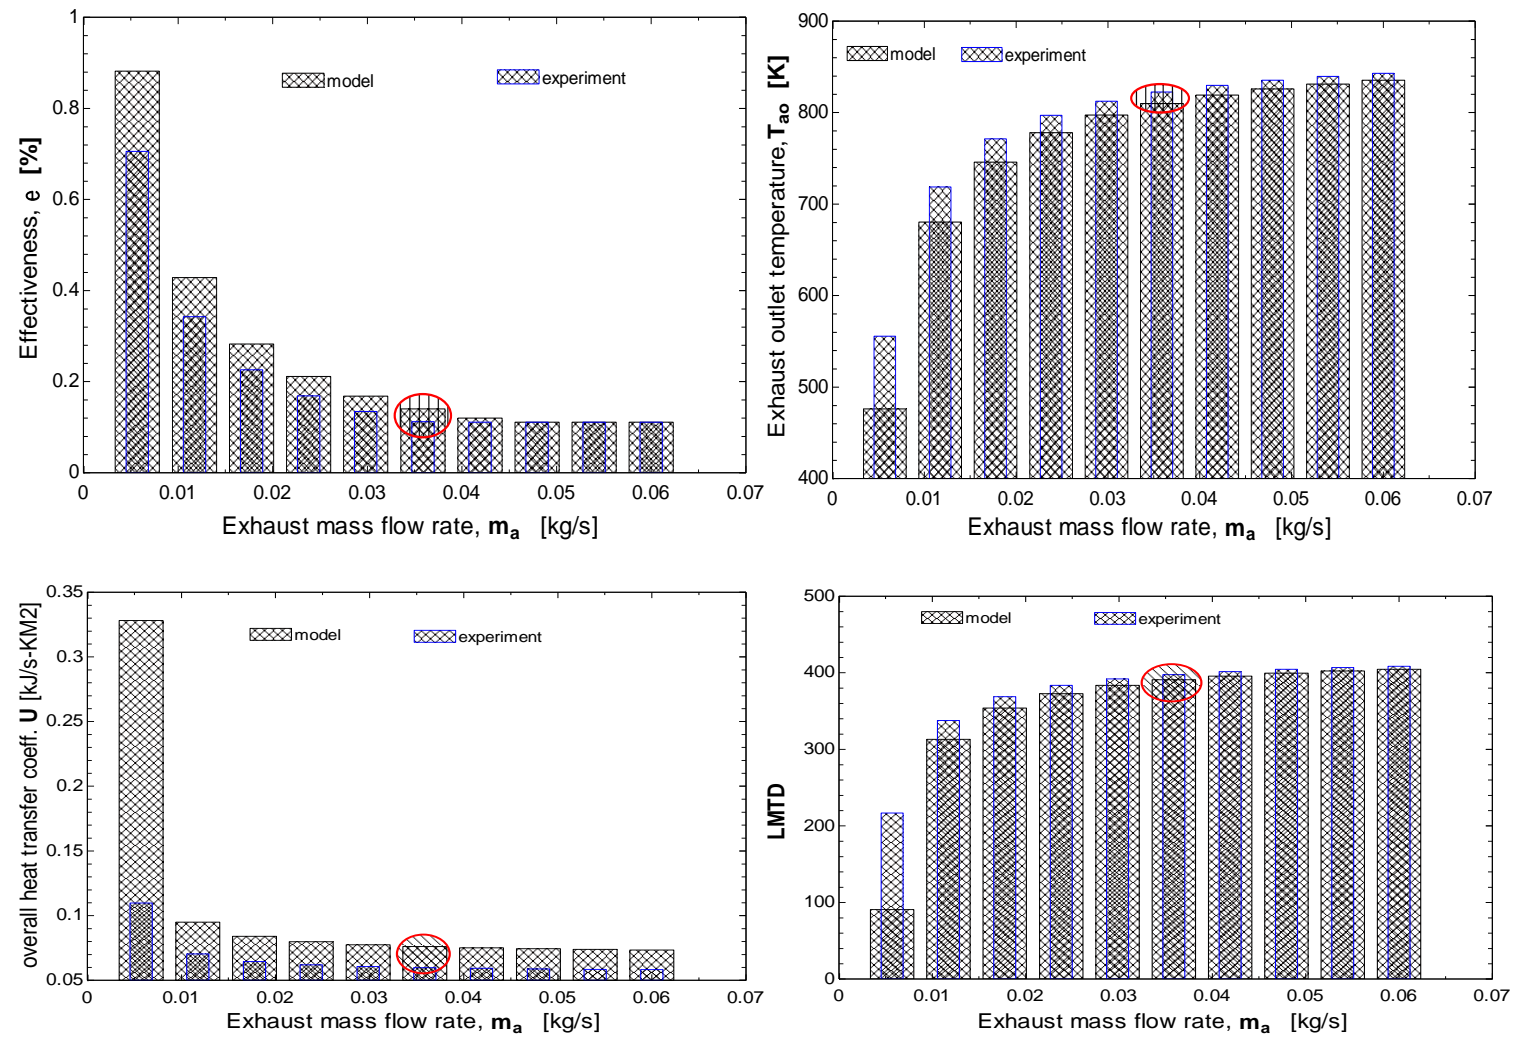 1
0.8
0.6
0.4
0.2
0
Effectiveness, e [%]
model
experiment
0 0.01 0.02 0.03 0.04 0.05 0.06 0.07
Exhaust mass flow rate, ma [kg/s]
900
800
700
600
500
400
Exhaust outlet temperature, Tao [K]
model
experiment
0 0.01 0.02 0.03 0.04 0.05 0.06 0.07
Exhaust mass flow rate, ma [kg/s]
0.35
0.3
0.25
0.2
0.15
0.1
0.05
overall heat transfer coeff. U [kJ/s-KM2]
model
experiment
0 0.01 0.02 0.03 0.04 0.05 0.06 0.07
Exhaust mass flow rate, ma [kg/s]
500
400
300
200
100
0
LMTD
model
experiment
0 0.01 0.02 0.03 0.04 0.05 0.06 0.07
Exhaust mass flow rate, ma [kg/s]